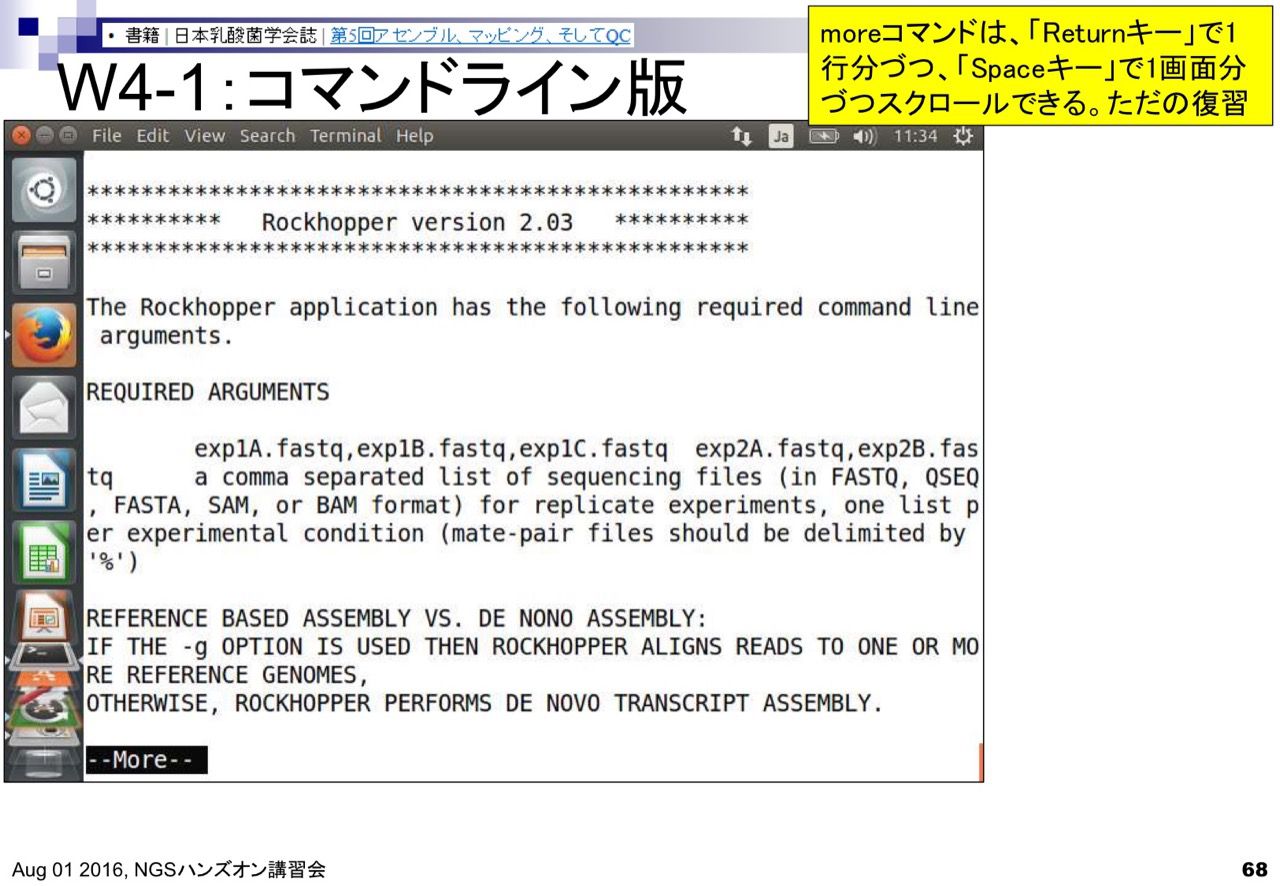 • 書籍 | 日本乳酸菌学会誌 | 第5回アセンブル、マッピング、そしてQC
W4-1：コマンドライン版
moreコマンドは、「Returnキー」で1
行分づつ、「Spaceキー」で1画面分
づつスクロールできる。ただの復習
File Edit View Search Terminal Help
Ja 11:34
*************************************************
********** Rockhopper version 2.03 **********
*************************************************
The Rockhopper application has the following required command line
arguments.
REQUIRED ARGUMENTS
exp1A.fastq,exp1B.fastq,exp1C.fastq exp2A.fastq,exp2B.fas
tq a comma separated list of sequencing files (in FASTQ, QSEQ
, FASTA, SAM, or BAM format) for replicate experiments, one list p
er experimental condition (mate-pair files should be delimited by
'%')
REFERENCE BASED ASSEMBLY VS. DE NONO ASSEMBLY:
IF THE -g OPTION IS USED THEN ROCKHOPPER ALIGNS READS TO ONE OR MO
RE REFERENCE GENOMES,
OTHERWISE, ROCKHOPPER PERFORMS DE NOVO TRANSCRIPT ASSEMBLY.
--More--
Aug 01 2016, NGSハンズオン講習会
68